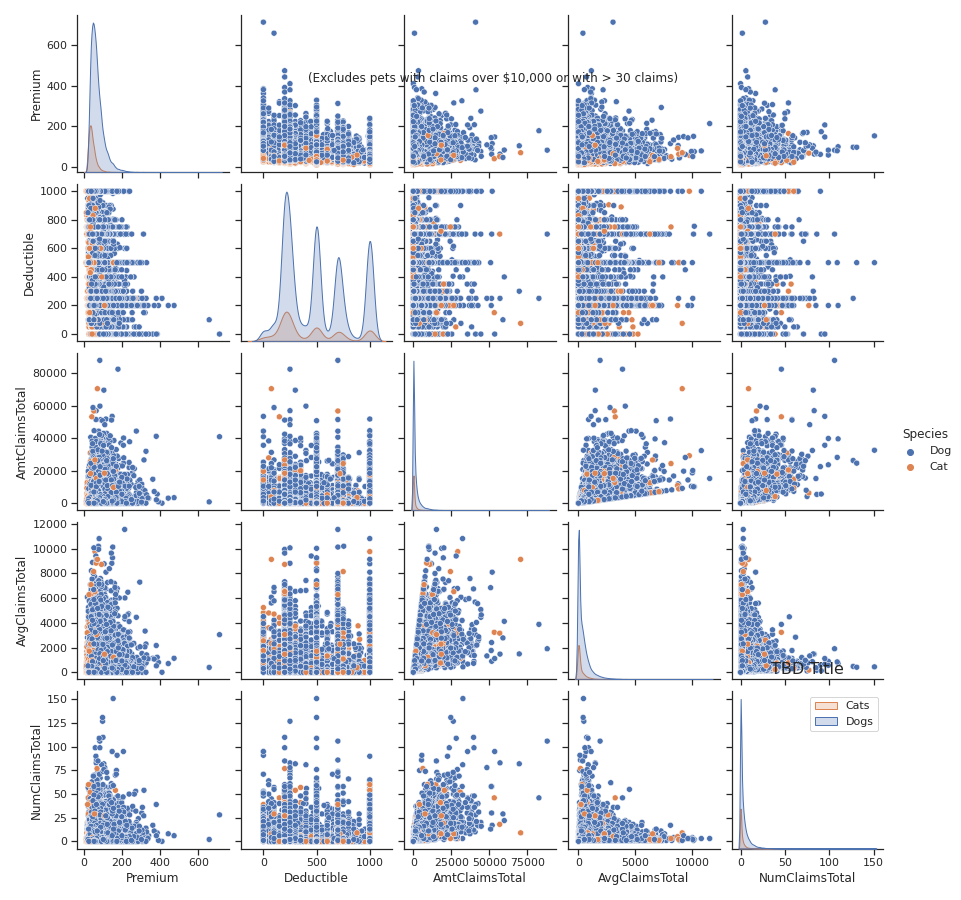 600
400
200
0
Premium
(Excludes pets with claims over $10,000 or with > 30 claims)
1000
800
600
400
200
0
Deductible
80000
60000
40000
20000
0
AmtClaimsTotal
Species
Dog
Cat
12000
10000
8000
6000
4000
2000
0
AvgClaimsTotal
TBD Title
Cats
Dogs
150
125
100
75
50
25
0
NumClaimsTotal
0 200 400 600
0 500 1000
0 25000 50000 75000
0 5000 10000
0 50 100 150
Premium
Deductible
AmtClaimsTotal
AvgClaimsTotal
NumClaimsTotal